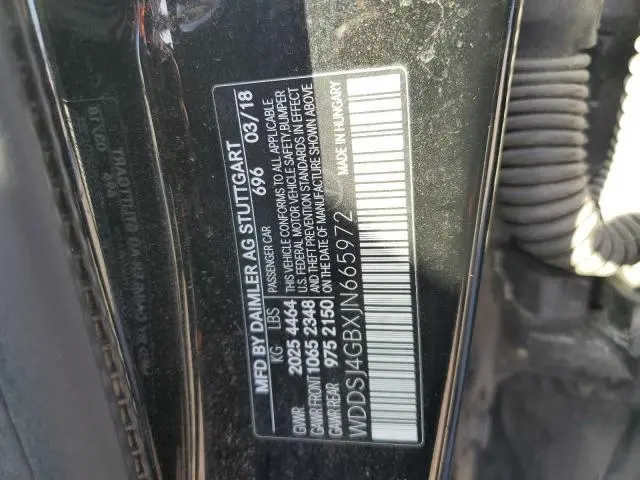 MFD BY DAIMLER AG STUTTGART
696 03/18
KG LBS PASSENGER CAR
GVWR 2025 4464 THIS VEHICLE CONFORMS TO ALL APPLICABLE
U.S. FEDERAL MOTOR VEHICLE SAFETY, BUMPER
GAWR FRONT 1065 2348 AND THEFT PREVENTION STANDARDS IN EFFECT
GAWR REAR 975 2150 ON THE DATE OF MANUFACTURE SHOWN ABOVE
MADE IN HUNGARY
WDDSJ4GBXJN665972